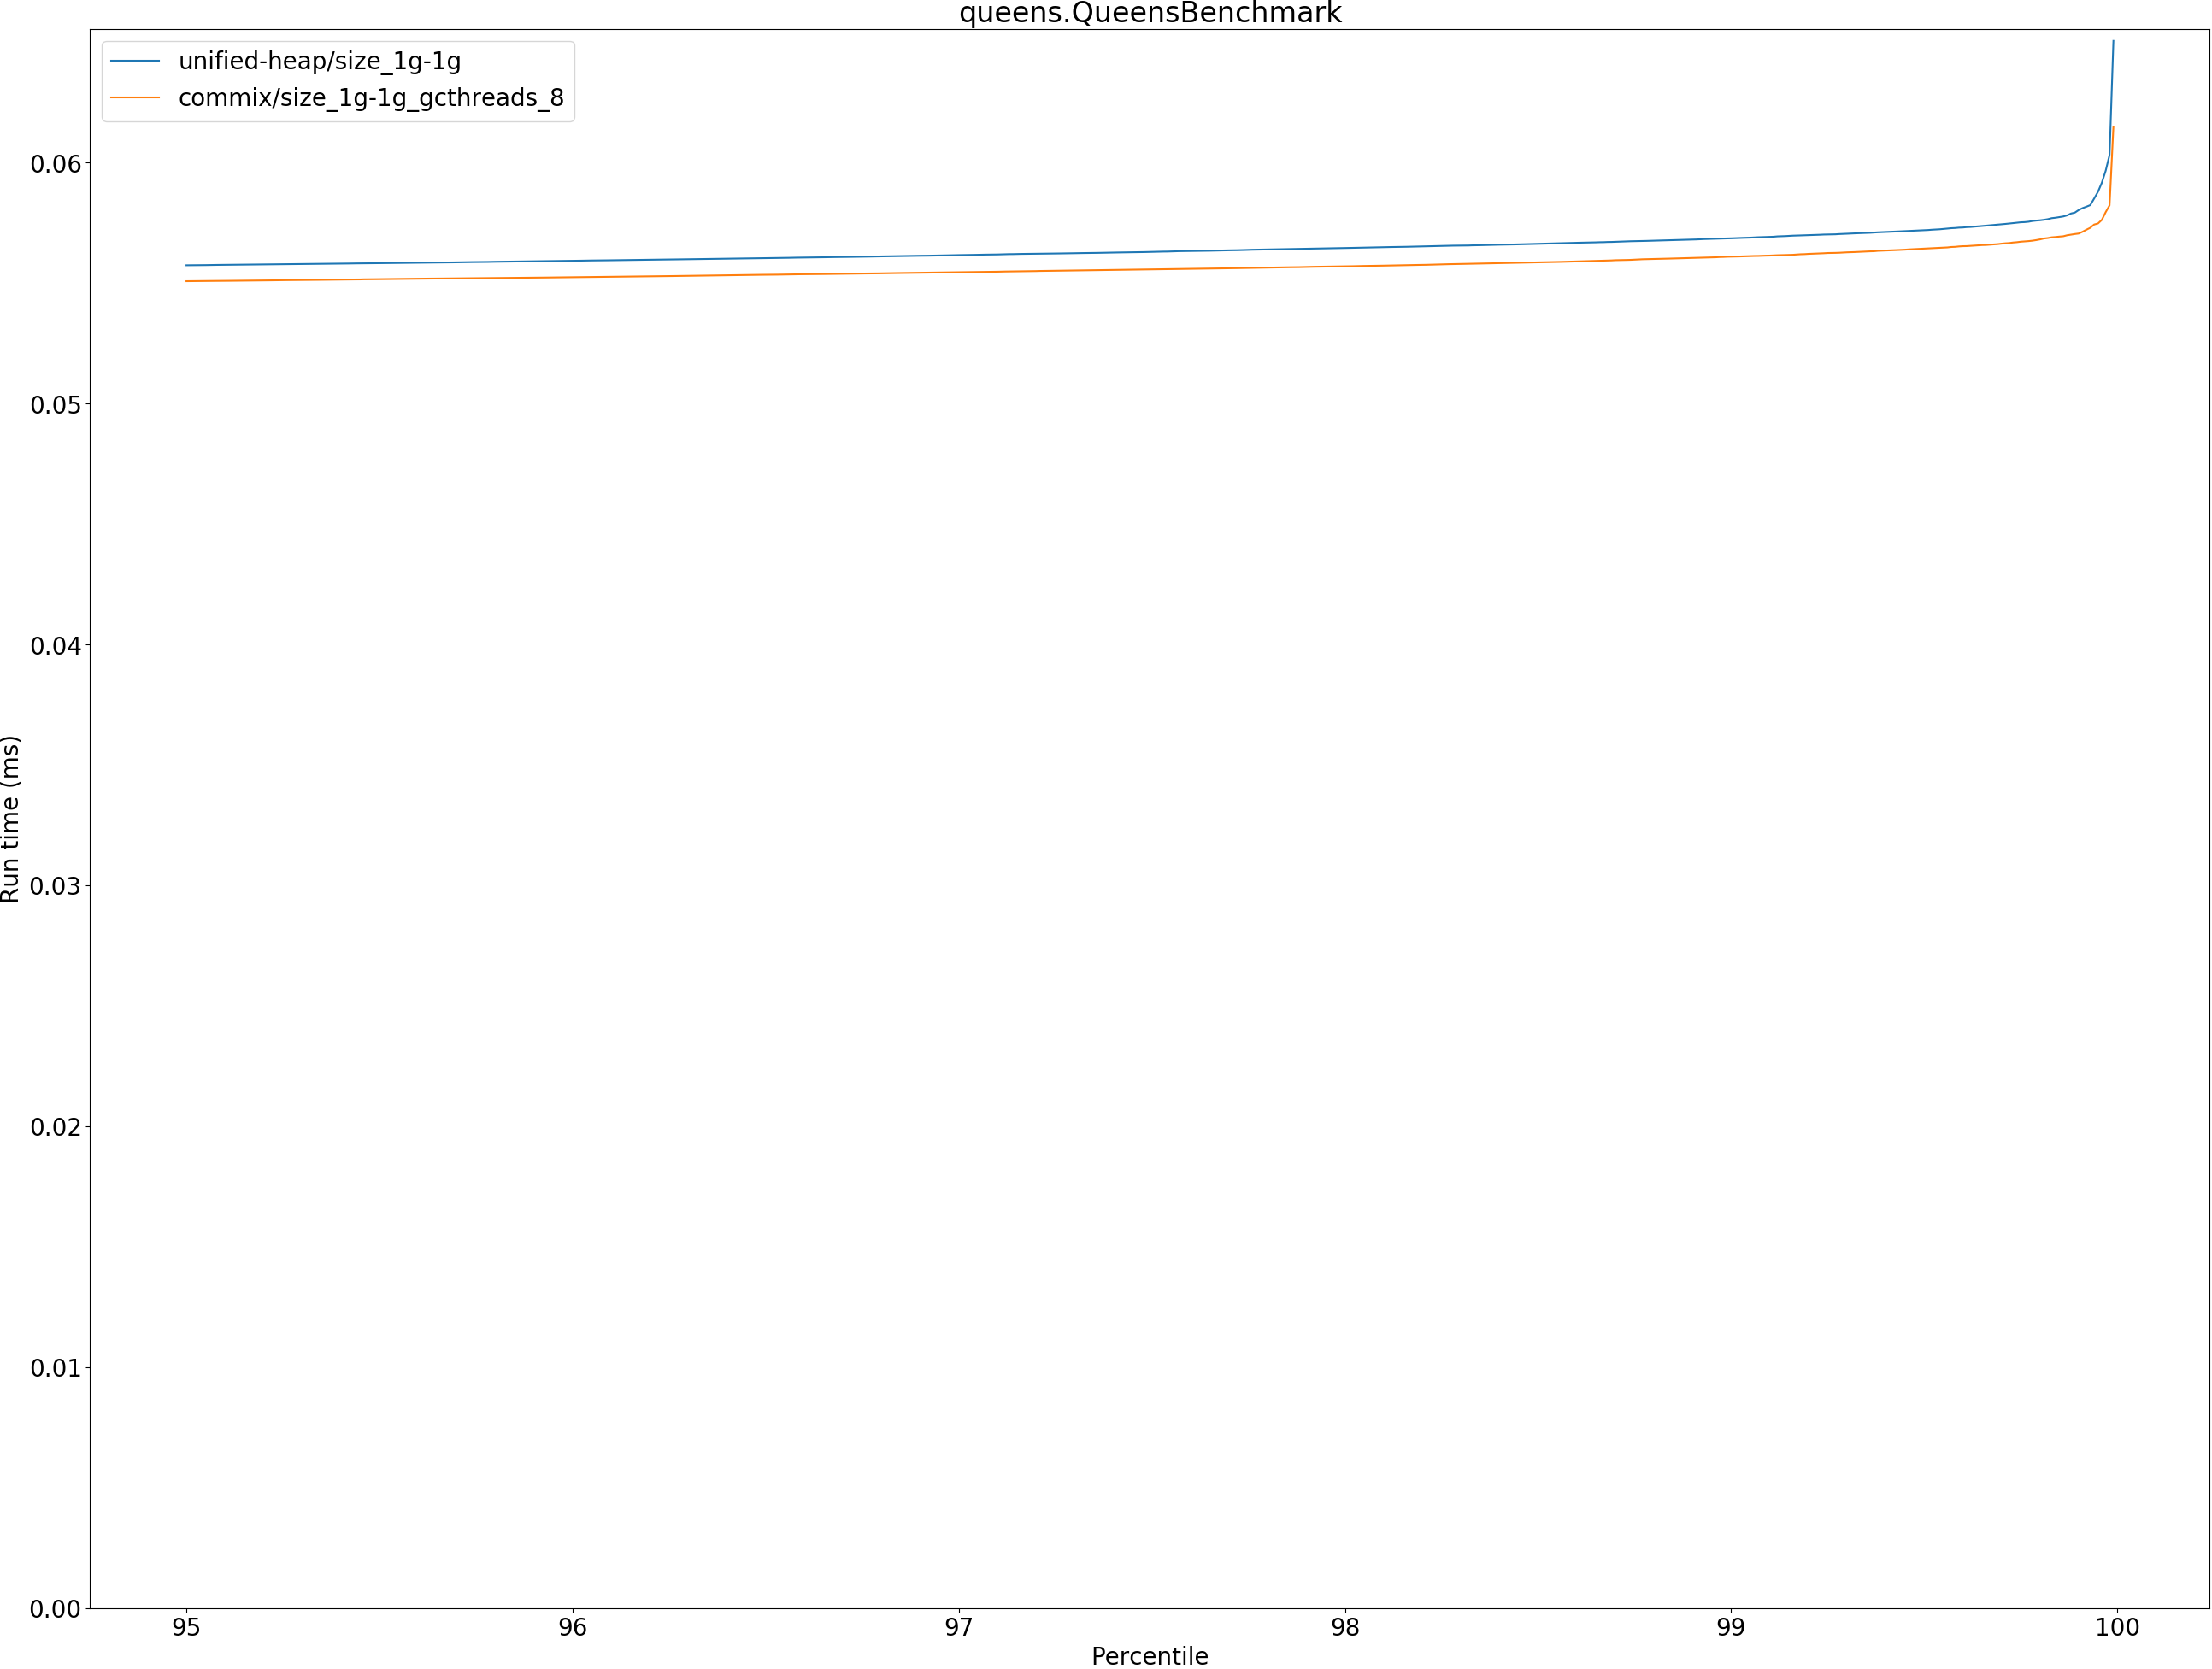 queens.QueensBenchmark
unified-heap/size_1g-1g
commix/size_1g-1g_gcthreads_8
Run time (ms)
0.06
0.05
0.04
0.03
0.02
0.01
0.00
95 96 97 98 99 100
Percentile